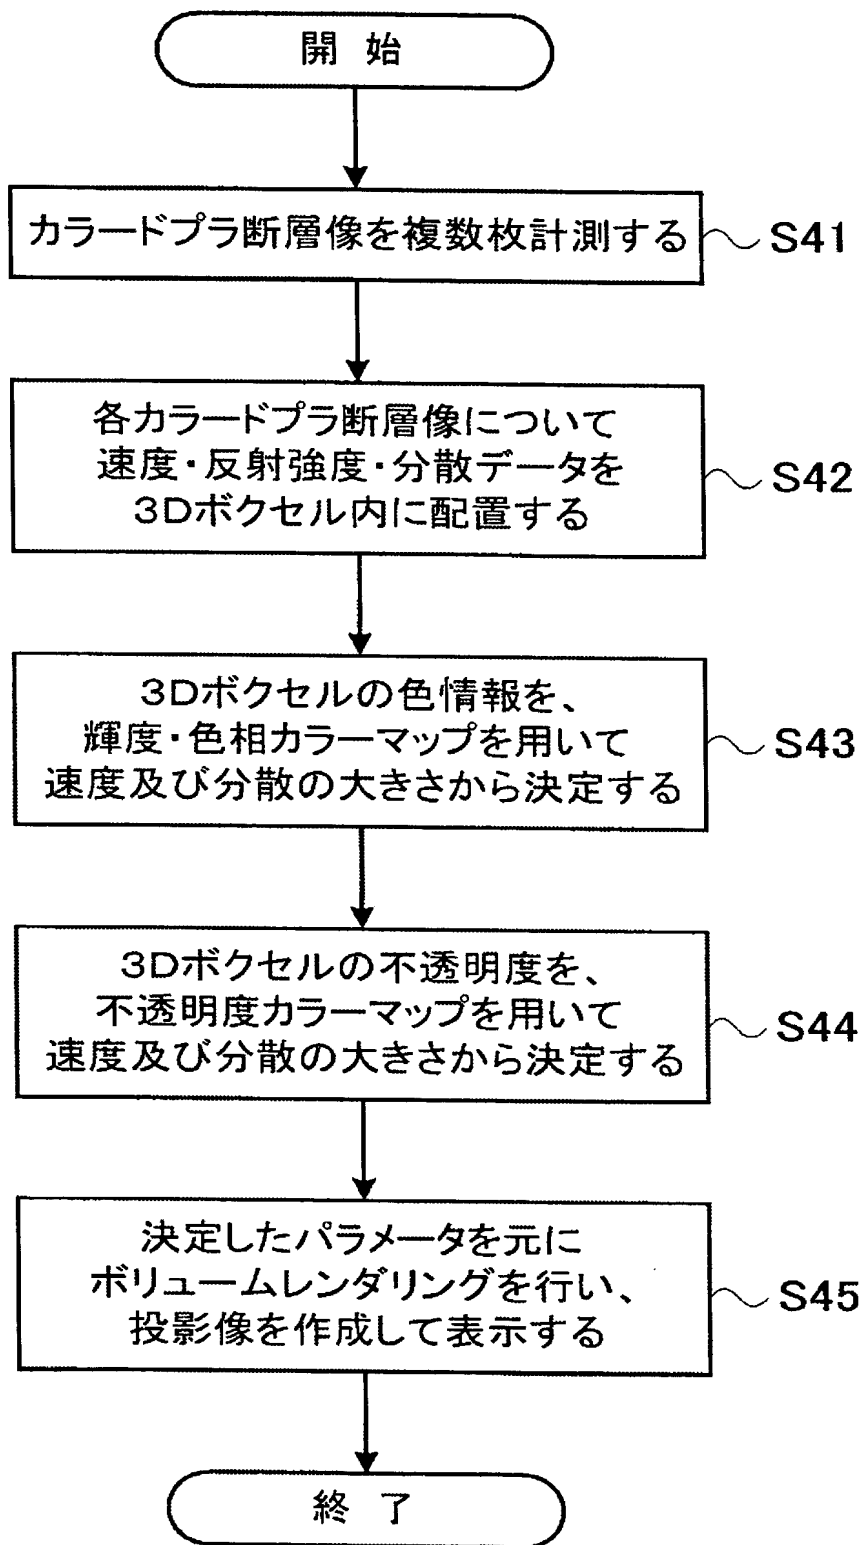 開 始
カラードプラ断層像を複数枚計測する
S41
各カラードプラ断層像について
速度・反射強度・分散データを
3Dボクセル内に配置する
S42
3Dボクセルの色情報を、
輝度・色相カラーマップを用いて
速度及び分散の大きさから決定する
S43
3Dボクセルの不透明度を、
不透明度カラーマップを用いて
速度及び分散の大きさから決定する
S44
決定したパラメータを元に
ボリュームレンダリングを行い、
投影像を作成して表示する
S45
終 了